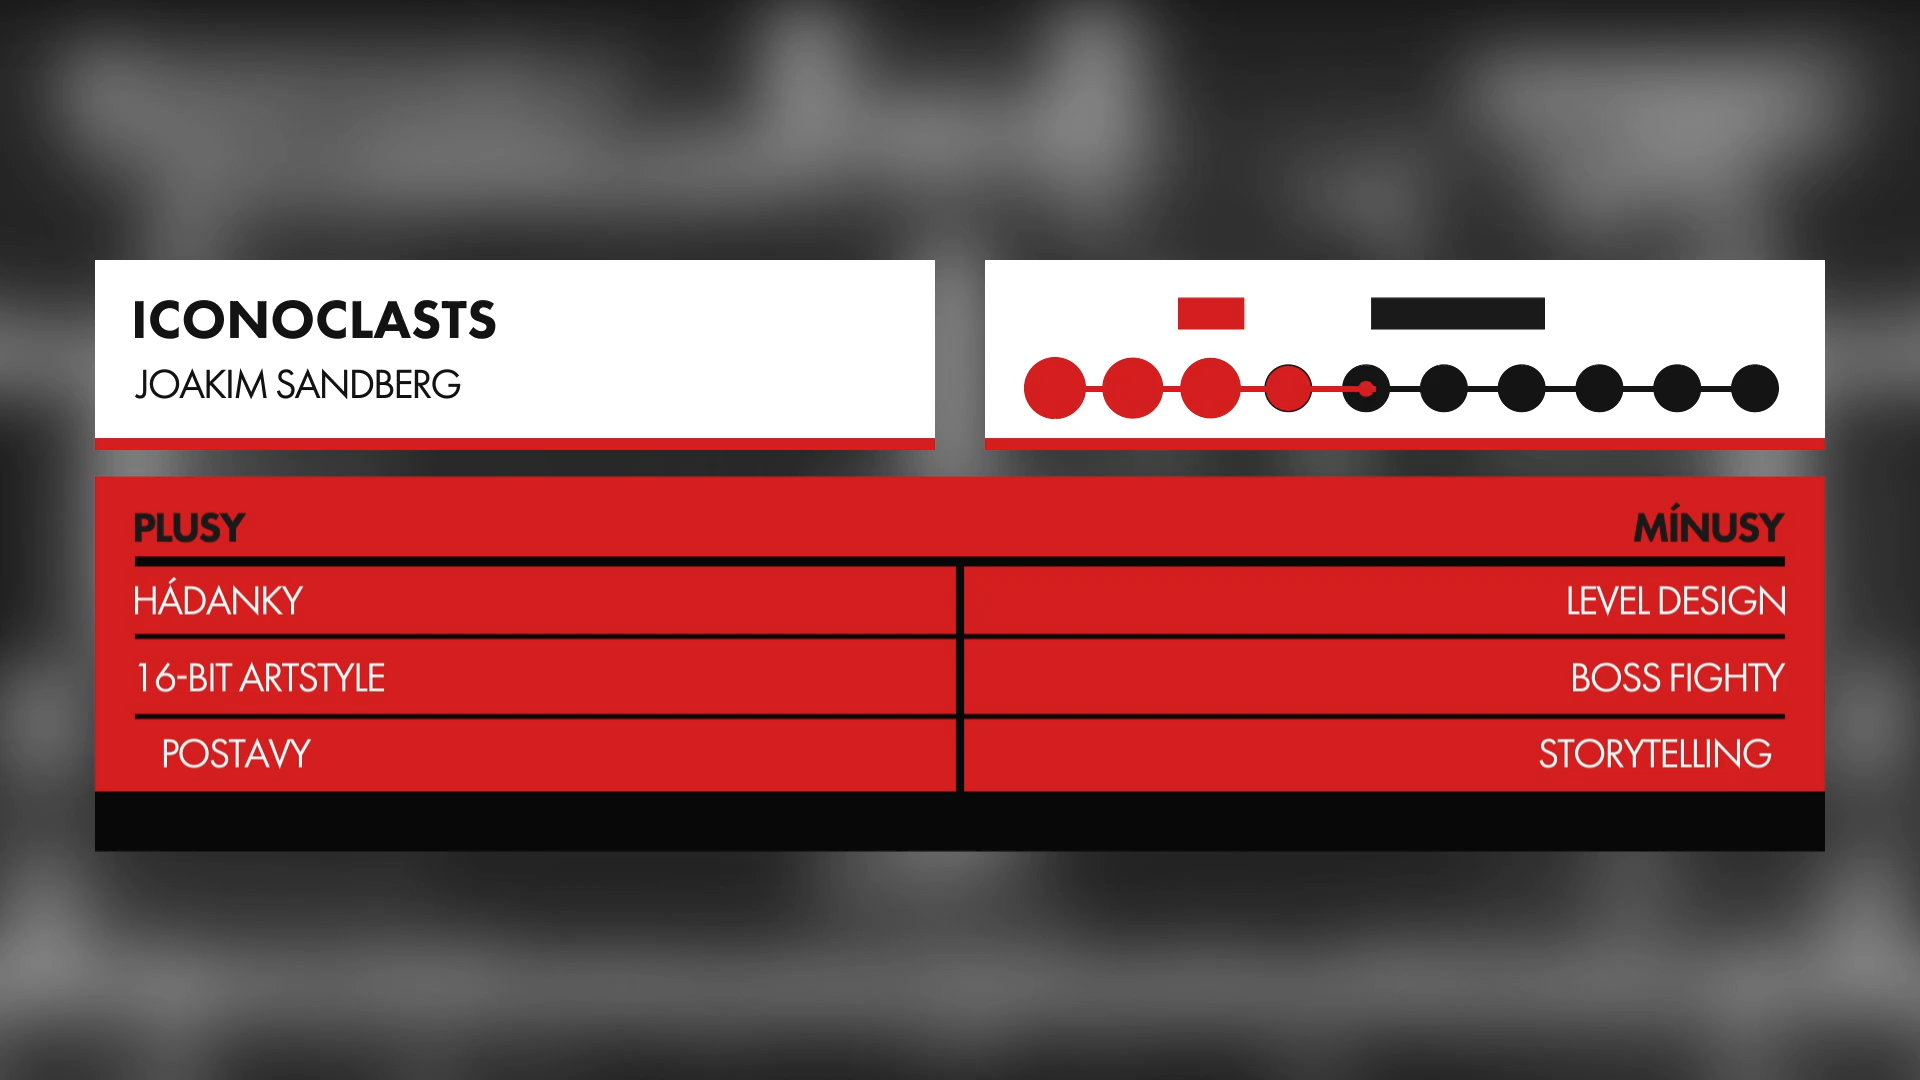 ICONOCLASTS
JOAKIM SANDBERG
PLUSY
MÍNUSY
HÁDANKY
LEVEL DESIGN
16-BIT ARTSTYLE
BOSS FIGHTY
POSTAVY
STORYTELLING